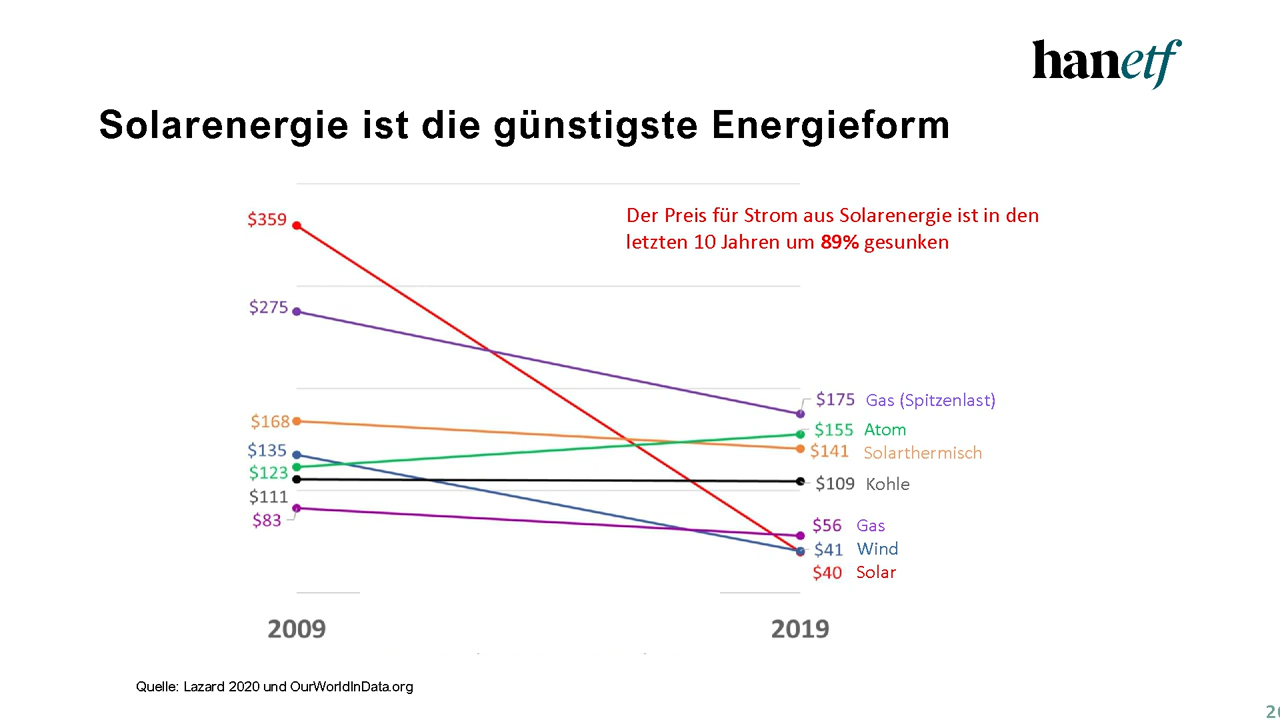 hanetf
Solarenergie ist die günstigste Energieform
Der Preis für Strom aus Solarenergie ist in den
letzten 10 Jahren um 89% gesunken
$359
$275
$168
$135
$123
$111
$83
$175 Gas (Spitzenlast)
$155 Atom
$141 Solarthermisch
$109 Kohle
$56 Gas
$41 Wind
$40 Solar
2009 2019
Quelle: Lazard 2020 und OurWorldInData.org